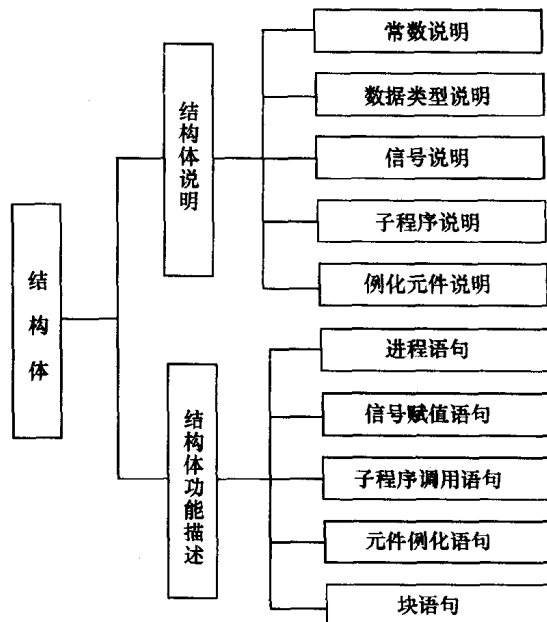 结构体
结构体说明
常数说明
数据类型说明
信号说明
子程序说明
例化元件说明
结构体功能描述
进程语句
信号赋值语句
子程序调用语句
元件例化语句
块语句